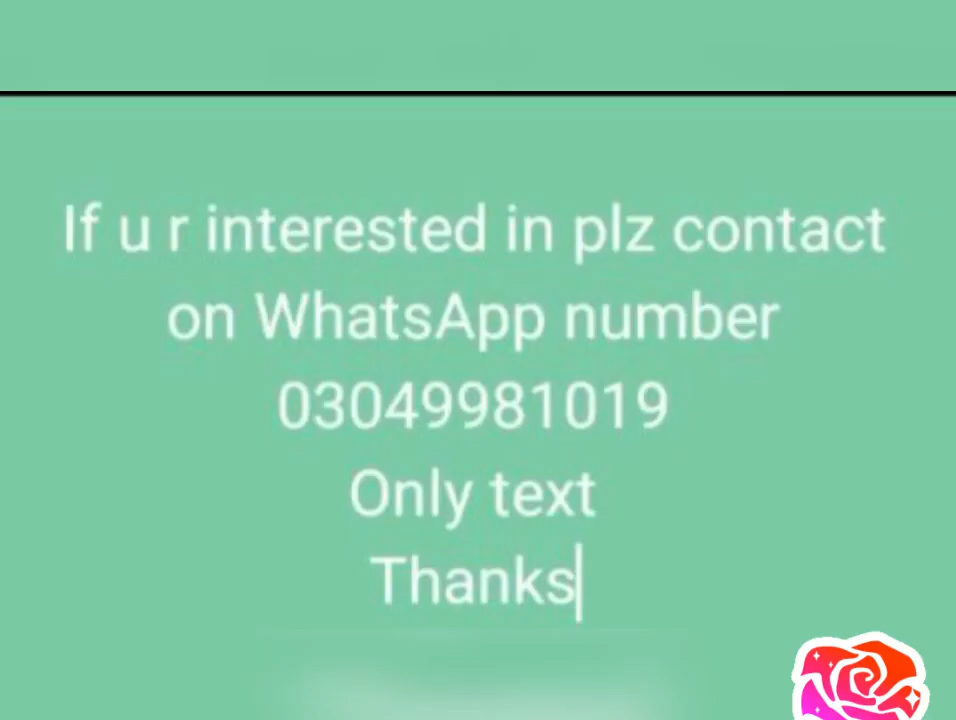 If u r interested in plz contact
on WhatsApp number
03049981019
Only text
Thanks